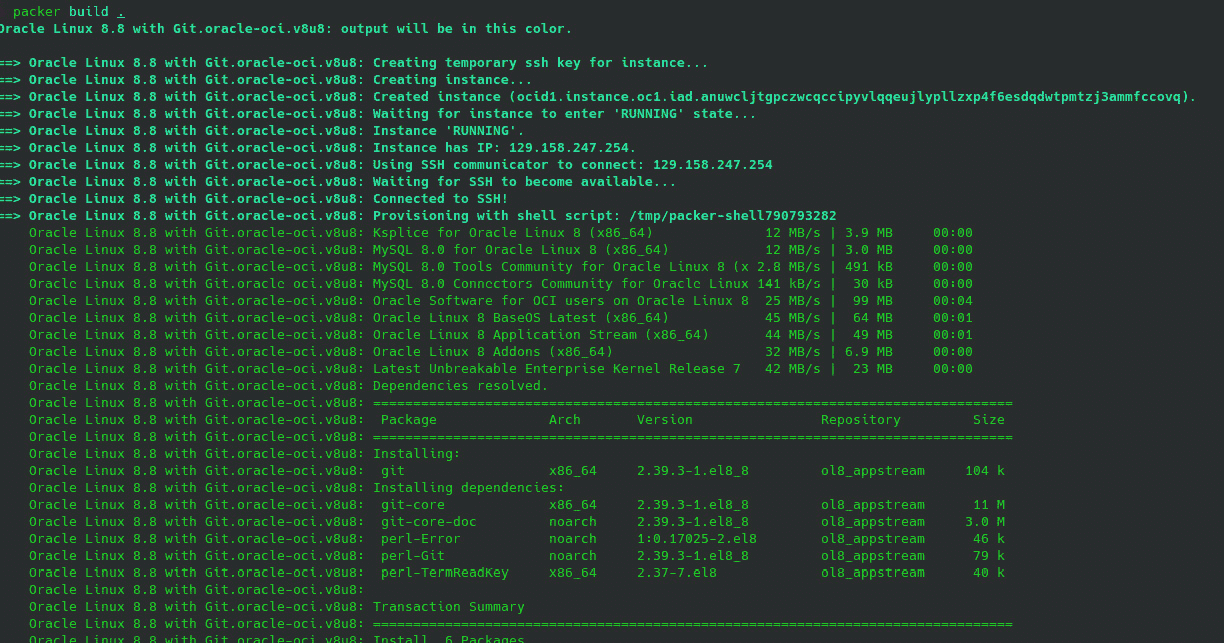 packer build .
Oracle Linux 8.8 with Git.oracle-oci.v8u8: output will be in this color.
==> Oracle Linux 8.8 with Git.oracle-oci.v8u8: Creating temporary ssh key for instance...
==> Oracle Linux 8.8 with Git.oracle-oci.v8u8: Creating instance...
==> Oracle Linux 8.8 with Git.oracle-oci.v8u8: Created instance (ocid1.instance.oc1.iad.anuwcljtgpczwcqccipyvlqqeujlypllzxp4f6esdqdwtpmtzj3ammfccovq).
==> Oracle Linux 8.8 with Git.oracle-oci.v8u8: Waiting for instance to enter 'RUNNING' state...
==> Oracle Linux 8.8 with Git.oracle-oci.v8u8: Instance 'RUNNING'.
==> Oracle Linux 8.8 with Git.oracle-oci.v8u8: Instance has IP: 129.158.247.254.
==> Oracle Linux 8.8 with Git.oracle-oci.v8u8: Using SSH communicator to connect: 129.158.247.254
==> Oracle Linux 8.8 with Git.oracle-oci.v8u8: Waiting for SSH to become available...
==> Oracle Linux 8.8 with Git.oracle-oci.v8u8: Connected to SSH!
==> Oracle Linux 8.8 with Git.oracle-oci.v8u8: Provisioning with shell script: /tmp/packer-shell790793282
Oracle Linux 8.8 with Git.oracle-oci.v8u8: Ksplice for Oracle Linux 8 (x86_64) 12 MB/s | 3.9 MB 00:00
Oracle Linux 8.8 with Git.oracle-oci.v8u8: MySQL 8.0 for Oracle Linux 8 (x86_64) 12 MB/s | 3.0 MB 00:00
Oracle Linux 8.8 with Git.oracle-oci.v8u8: MySQL 8.0 Tools Community for Oracle Linux 8 (x 2.8 MB/s | 491 kB 00:00
Oracle Linux 8.8 with Git.oracle-oci.v8u8: MySQL 8.0 Connectors Community for Oracle Linux 141 kB/s | 30 kB 00:00
Oracle Linux 8.8 with Git.oracle-oci.v8u8: Oracle Software for OCI users on Oracle Linux 8 25 MB/s | 99 MB 00:04
Oracle Linux 8.8 with Git.oracle-oci.v8u8: Oracle Linux 8 BaseOS Latest (x86_64) 45 MB/s | 64 MB 00:01
Oracle Linux 8.8 with Git.oracle-oci.v8u8: Oracle Linux 8 Application Stream (x86_64) 44 MB/s | 49 MB 00:01
Oracle Linux 8.8 with Git.oracle-oci.v8u8: Oracle Linux 8 Addons (x86_64) 32 MB/s | 6.9 MB 00:00
Oracle Linux 8.8 with Git.oracle-oci.v8u8: Latest Unbreakable Enterprise Kernel Release 7 42 MB/s | 23 MB 00:00
Oracle Linux 8.8 with Git.oracle-oci.v8u8: Dependencies resolved.
Oracle Linux 8.8 with Git.oracle-oci.v8u8: ================================================================================
Oracle Linux 8.8 with Git.oracle-oci.v8u8: Package Arch Version Repository Size
Oracle Linux 8.8 with Git.oracle-oci.v8u8: ================================================================================
Oracle Linux 8.8 with Git.oracle-oci.v8u8: Installing:
Oracle Linux 8.8 with Git.oracle-oci.v8u8: git x86_64 2.39.3-1.el8_8 ol8_appstream 104 k
Oracle Linux 8.8 with Git.oracle-oci.v8u8: Installing dependencies:
Oracle Linux 8.8 with Git.oracle-oci.v8u8: git-core x86_64 2.39.3-1.el8_8 ol8_appstream 11 M
Oracle Linux 8.8 with Git.oracle-oci.v8u8: git-core-doc noarch 2.39.3-1.el8_8 ol8_appstream 3.0 M
Oracle Linux 8.8 with Git.oracle-oci.v8u8: perl-Error noarch 1:0.17025-2.el8 ol8_appstream 46 k
Oracle Linux 8.8 with Git.oracle-oci.v8u8: perl-Git noarch 2.39.3-1.el8_8 ol8_appstream 79 k
Oracle Linux 8.8 with Git.oracle-oci.v8u8: perl-TermReadKey x86_64 2.37-7.el8 ol8_appstream 40 k
Oracle Linux 8.8 with Git.oracle-oci.v8u8:
Oracle Linux 8.8 with Git.oracle-oci.v8u8: Transaction Summary
Oracle Linux 8.8 with Git.oracle-oci.v8u8: ================================================================================
Oracle Linux 8.8 with Git.oracle-oci.v8u8: Install 6 Packages